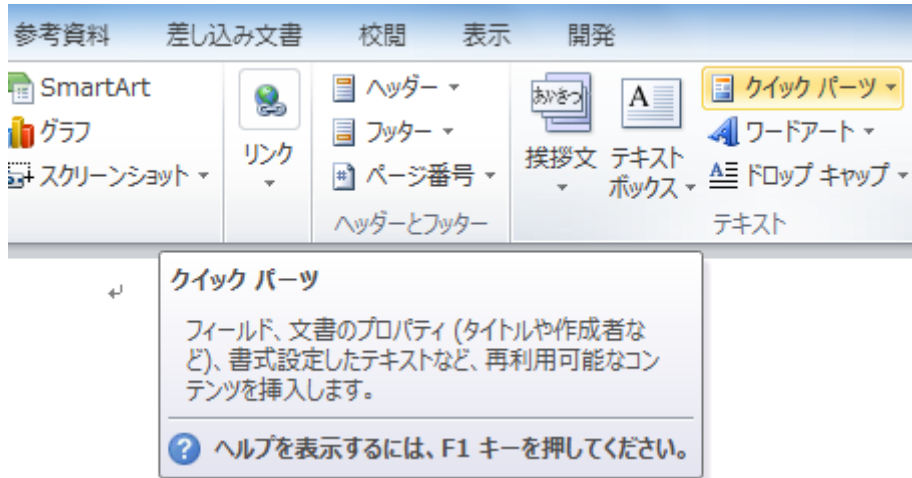 参考資料 差し込み文書 校閲 表示 開発
SmartArt
グラフ
スクリーンショット
リンク
ヘッダー
フッター
ページ番号
ヘッダーとフッター
あいさつ
挨拶文
A
テキスト
ボックス
クイック パーツ
ワードアート
ドロップ キャップ
テキスト
クイック パーツ
フィールド、文書のプロパティ (タイトルや作成者な
ど)、書式設定したテキストなど、再利用可能なコン
テンツを挿入します。
ヘルプを表示するには、F1 キーを押してください。